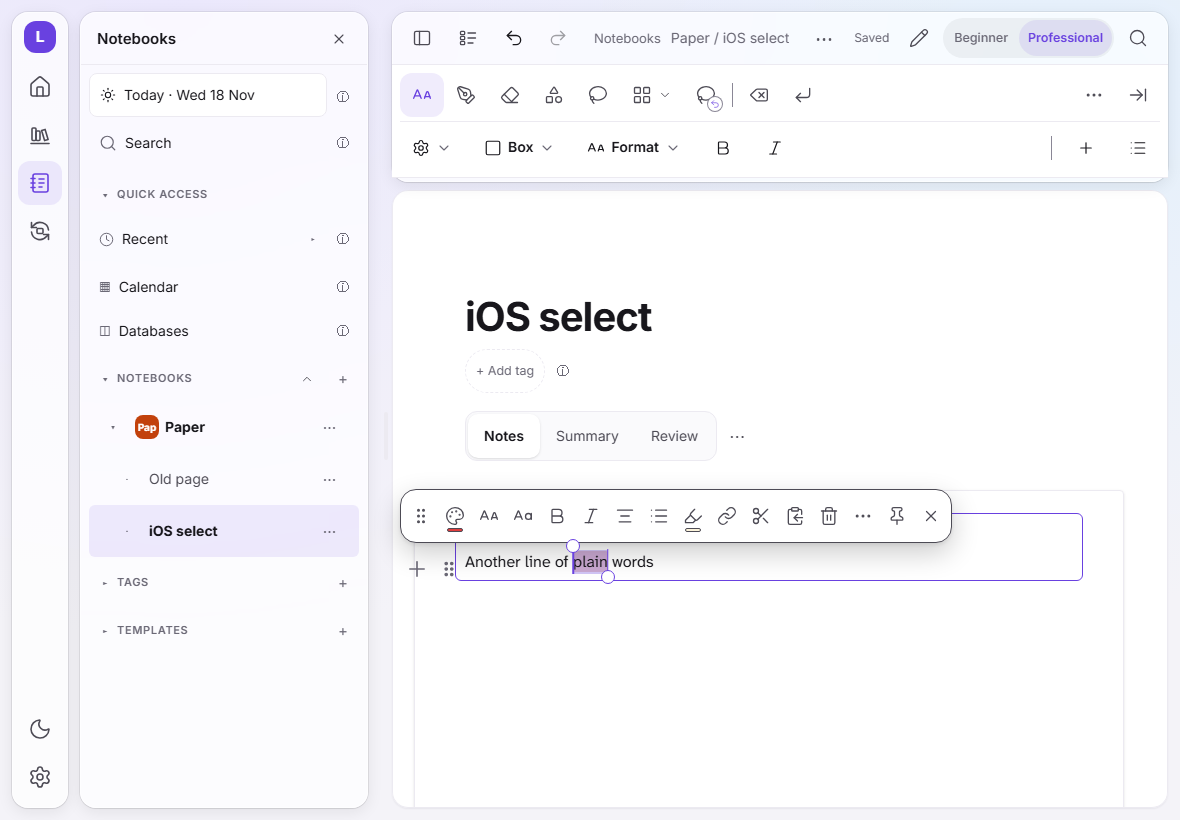 L
Notebooks
Today · Wed 18 Nov
Search
QUICK ACCESS
Recent
Calendar
Databases
NOTEBOOKS
Pap Paper
Old page
iOS select
TAGS
TEMPLATES
Notebooks Paper / iOS select
Saved
Beginner Professional
AA
Box
AA Format
B I
iOS select
+ Add tag
Notes Summary Review
AA Aa B I
Another line of plain words